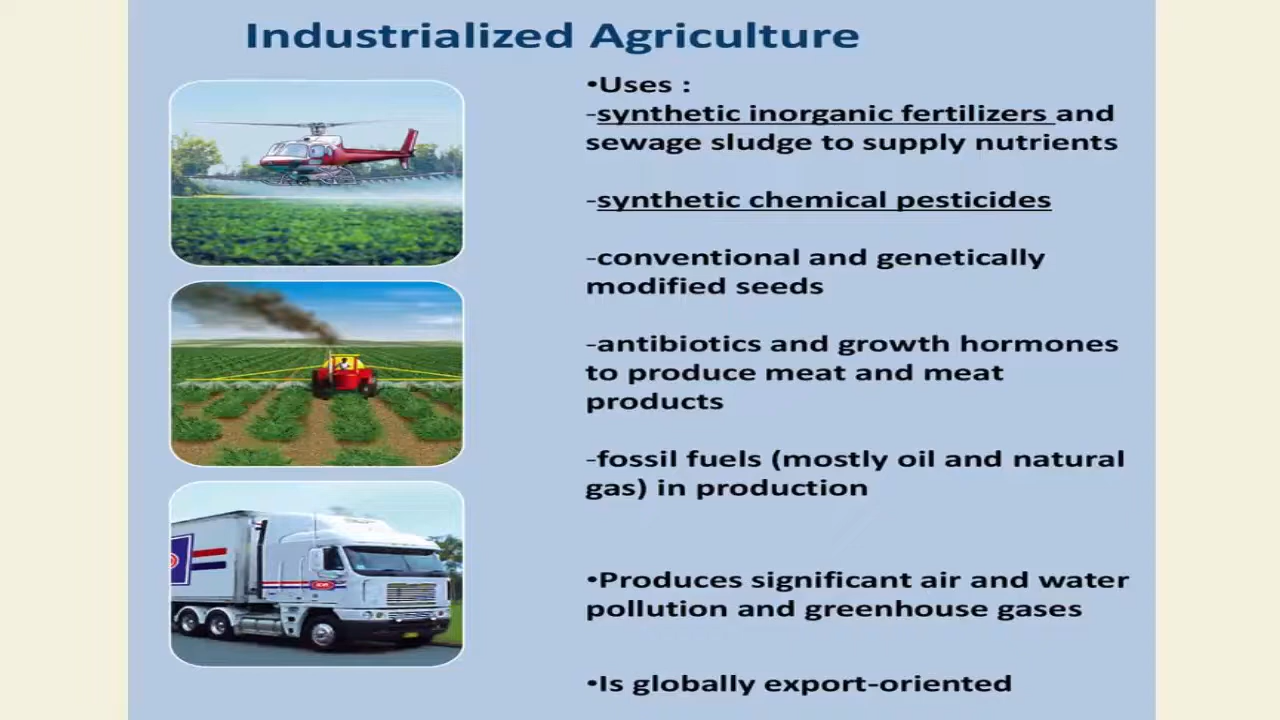 Industrialized Agriculture
•Uses :
-synthetic inorganic fertilizers and
sewage sludge to supply nutrients
-synthetic chemical pesticides
-conventional and genetically
modified seeds
-antibiotics and growth hormones
to produce meat and meat
products
-fossil fuels (mostly oil and natural
gas) in production
•Produces significant air and water
pollution and greenhouse gases
•Is globally export-oriented